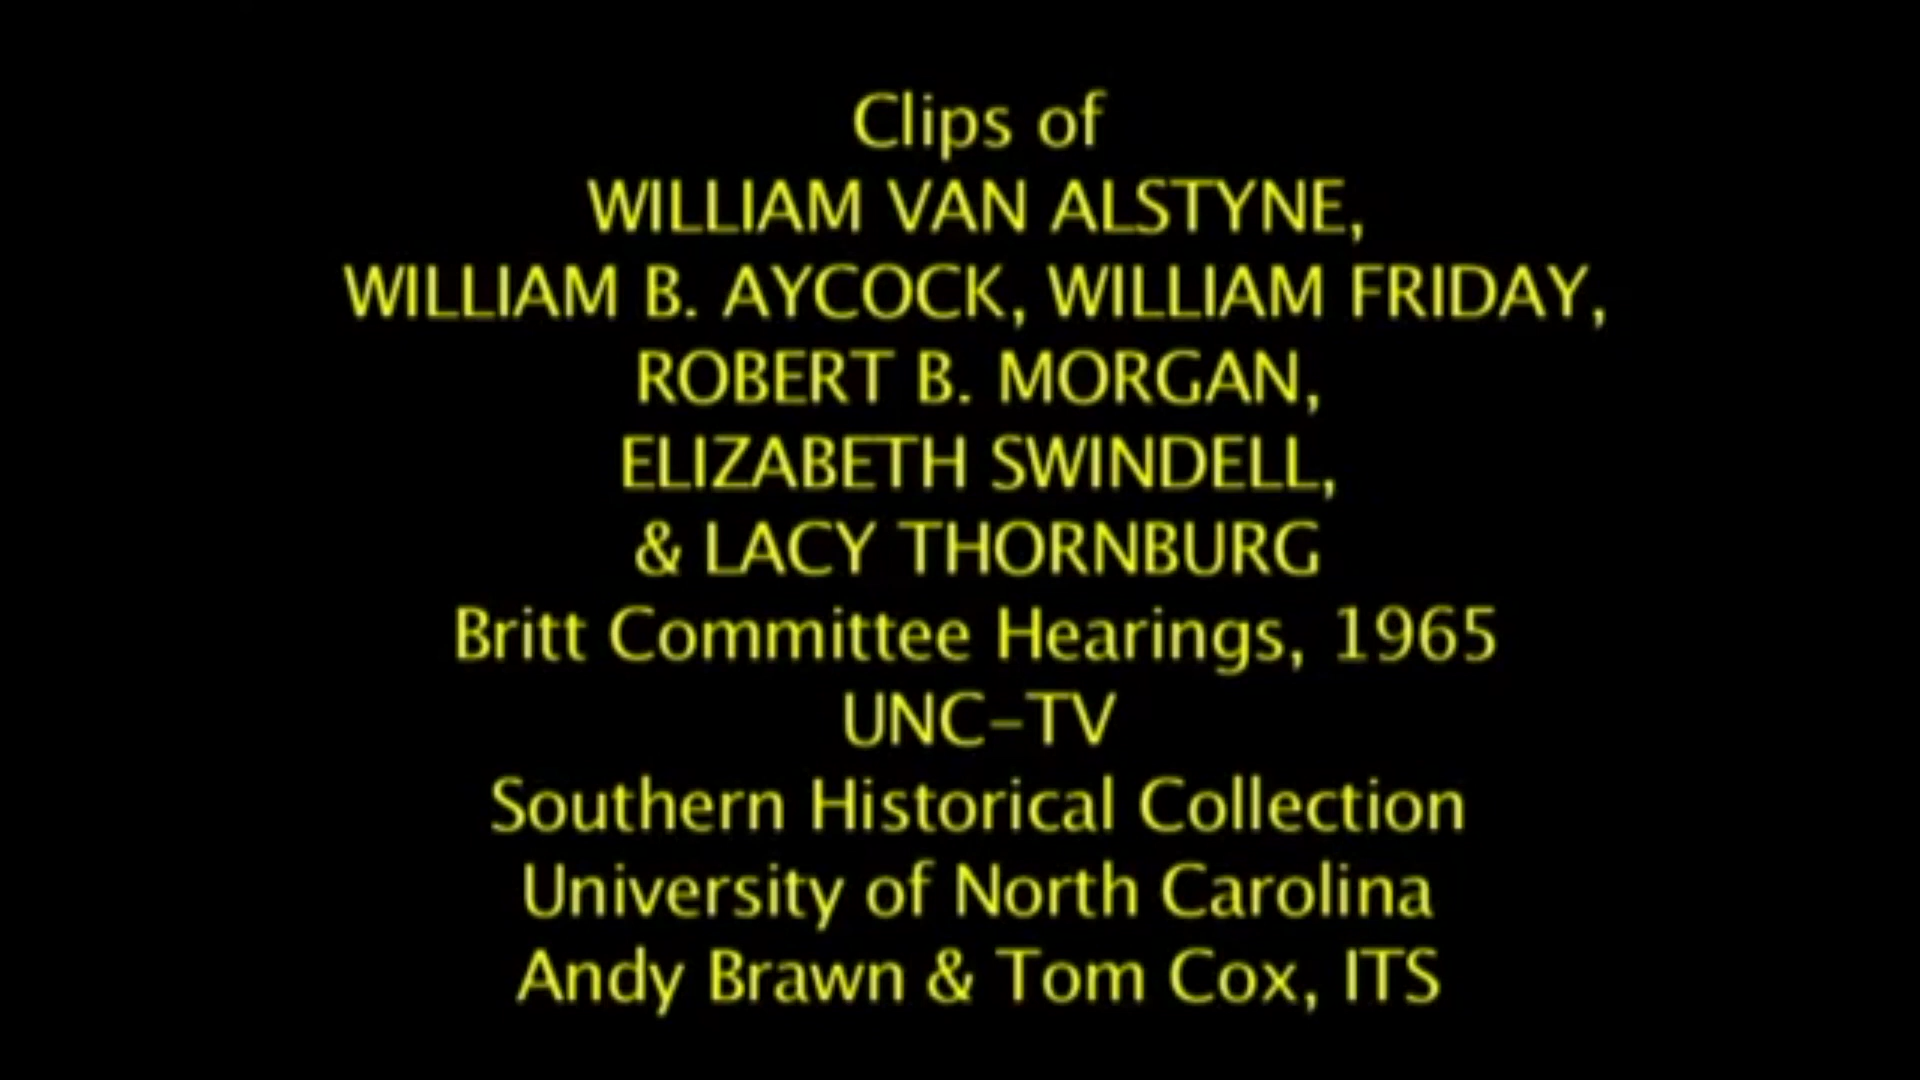 Clips of
WILLIAM VAN ALSTYNE,
WILLIAM B. AYCOCK, WILLIAM FRIDAY,
ROBERT B. MORGAN,
ELIZABETH SWINDELL,
& LACY THORNBURG
Britt Committee Hearings, 1965
UNC-TV
Southern Historical Collection
University of North Carolina
Andy Brawn & Tom Cox, ITS